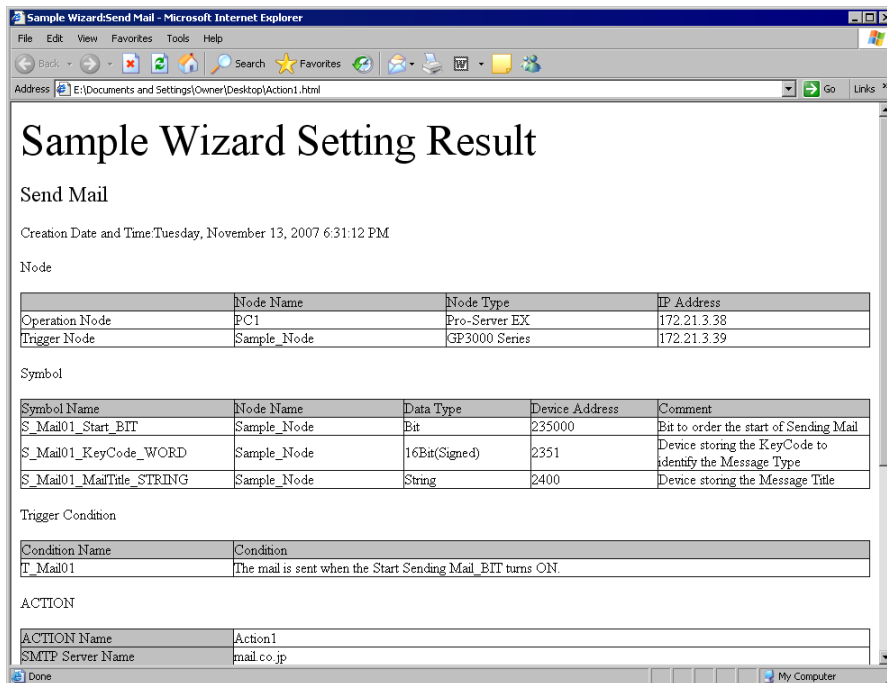 Sample Wizard:Send Mail - Microsoft Internet Explorer
File Edit View Favorites Tools Help
Back Search Favorites
Address E:\Documents and Settings\Owner\Desktop\Action1.html Go Links »
Sample Wizard Setting Result
Send Mail
Creation Date and Time:Tuesday, November 13, 2007 6:31:12 PM
Node
Node Name Node Type IP Address
Operation Node PC1 Pro-Server EX 172.21.3.38
Trigger Node Sample_Node GP3000 Series 172.21.3.39
Symbol
Symbol Name Node Name Data Type Device Address Comment
S_Mail01_Start_BIT Sample_Node Bit 235000 Bit to order the start of Sending Mail
S_Mail01_KeyCode_WORD Sample_Node 16Bit(Signed) 2351 Device storing the KeyCode to
identify the Message Type
S_Mail01_MailTitle_STRING Sample_Node String 2400 Device storing the Message Title
Trigger Condition
Condition Name Condition
T_Mail01 The mail is sent when the Start Sending Mail_BIT turns ON.
ACTION
ACTION Name Action1
SMTP Server Name mail.co.jp
Done My Computer